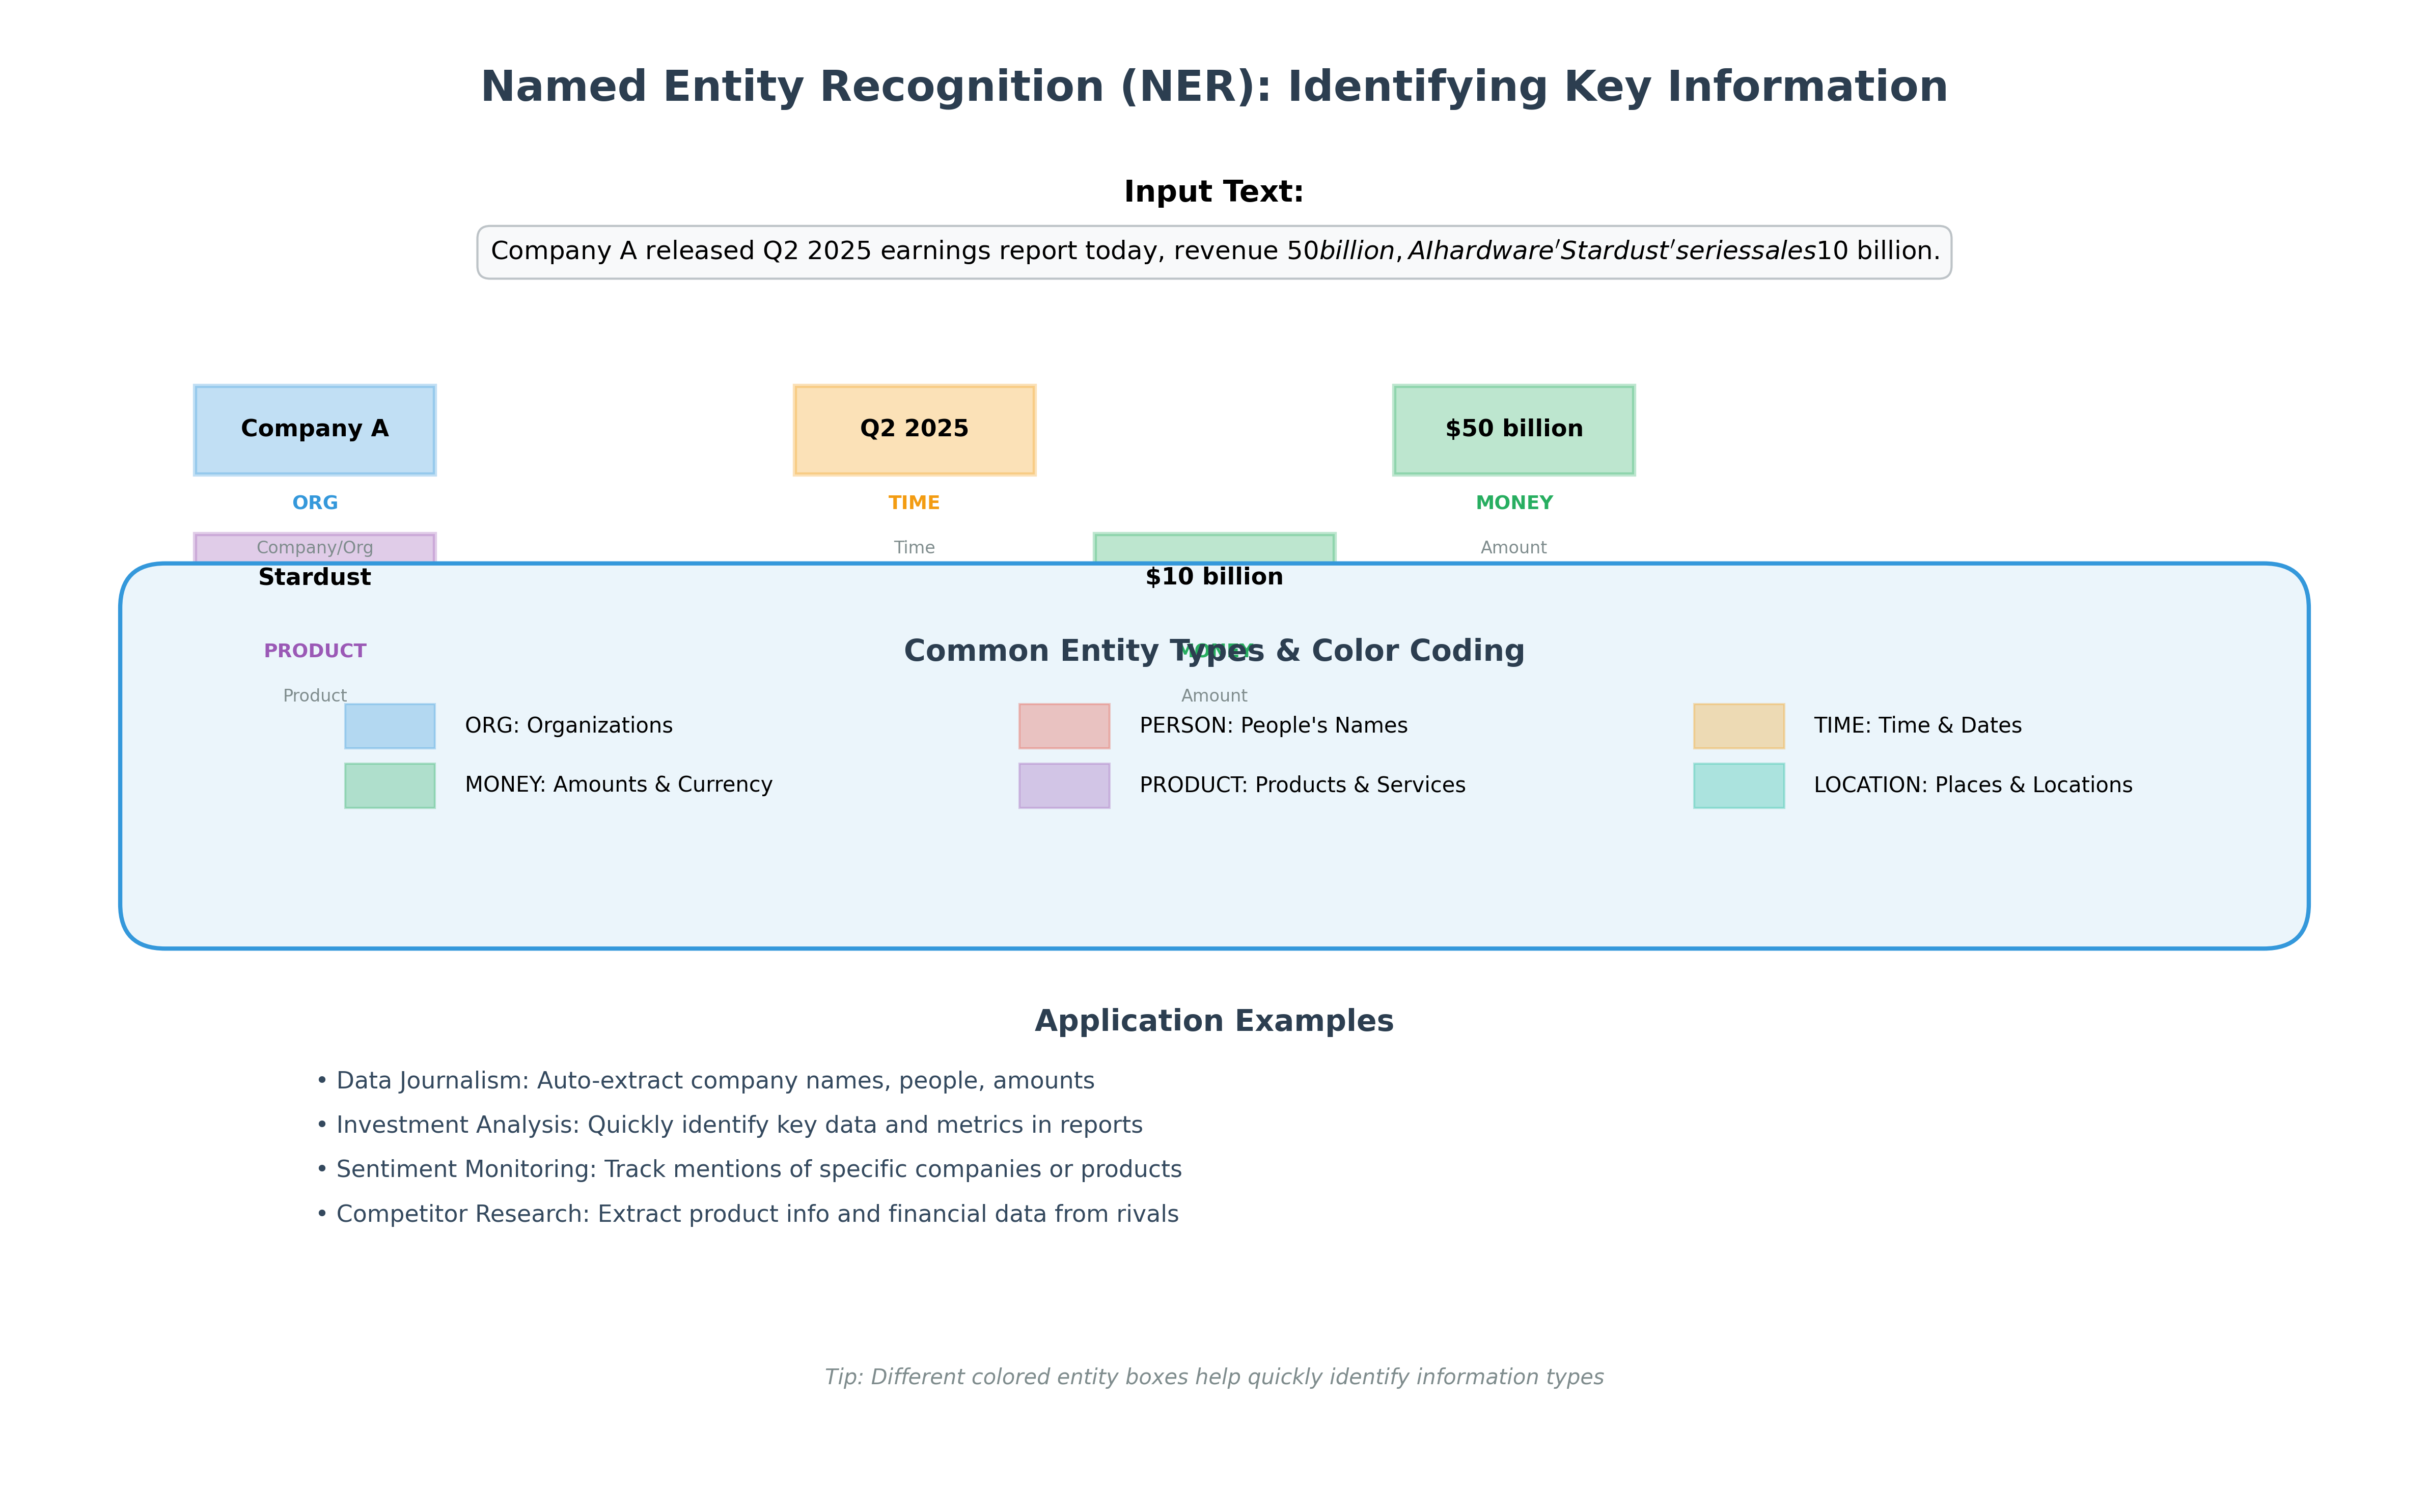 Named Entity Recognition (NER): Identifying Key Information
Input Text:
Company A released Q2 2025 earnings report today, revenue 50billion,AIhardware′Stardust′seriessales10 billion.
Company A
Q2 2025
$50 billion
ORG
TIME
MONEY
Company/Org
Time
Amount
Stardust
$10 billion
PRODUCT
MONEY
Product
Amount
Common Entity Types & Color Coding
ORG: Organizations
PERSON: People's Names
TIME: Time & Dates
MONEY: Amounts & Currency
PRODUCT: Products & Services
LOCATION: Places & Locations
Application Examples
• Data Journalism: Auto-extract company names, people, amounts
• Investment Analysis: Quickly identify key data and metrics in reports
• Sentiment Monitoring: Track mentions of specific companies or products
• Competitor Research: Extract product info and financial data from rivals
Tip: Different colored entity boxes help quickly identify information types